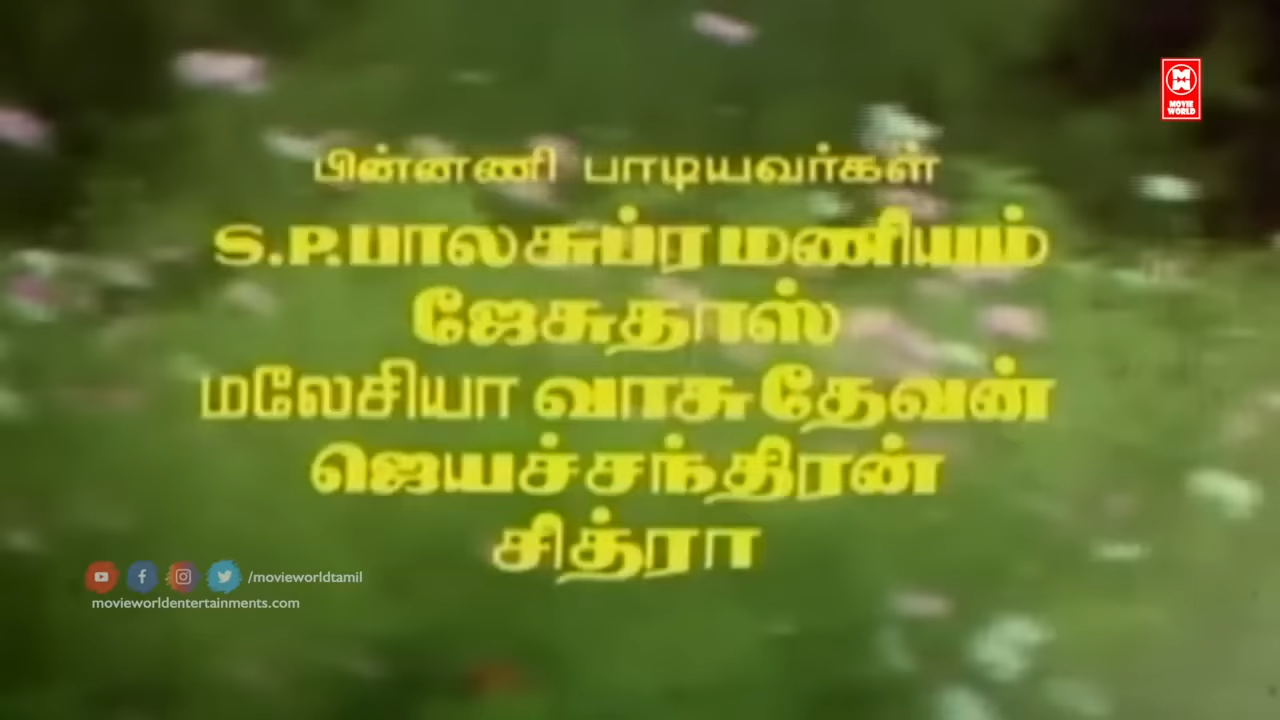 MOVIE
WORLD
பின்னணி பாடியவர்கள்
S.P.பாலசுப்ரமணியம்
ஜேசுதாஸ்
மலேசியா வாசுதேவன்
ஜெயச்சந்திரன்
சித்ரா
/movieworldtamil
movieworldentertainments.com